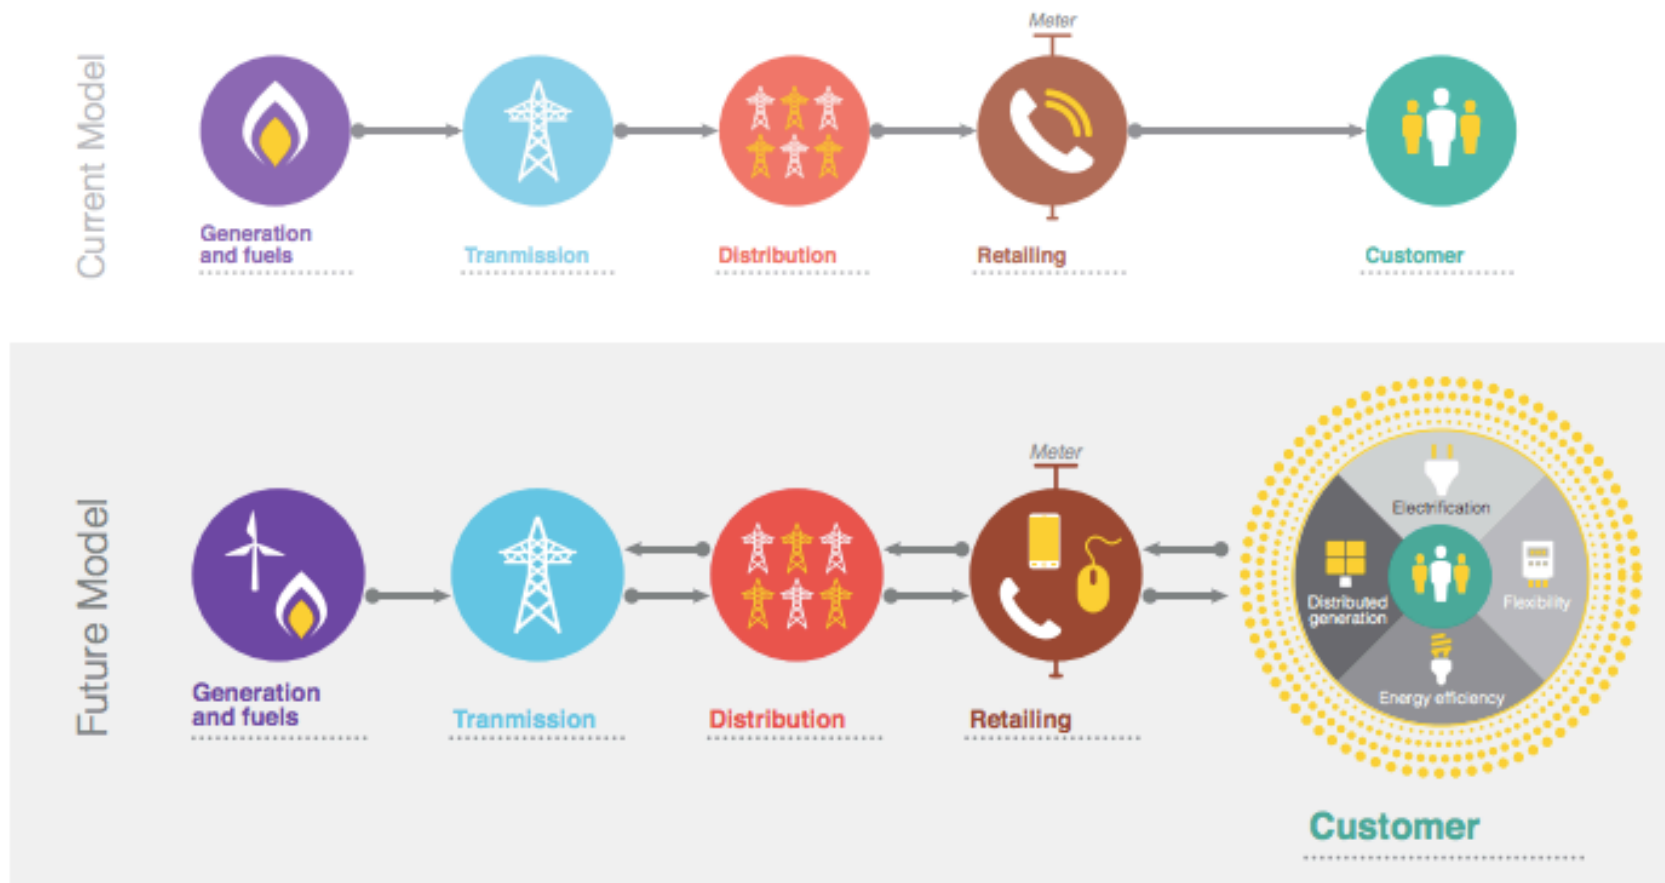 Current Model
Meter
Generation
and fuels
Tranmission
Distribution
Retailing
Customer
Future Model
Meter
Generation
and fuels
Tranmission
Distribution
Retailing
Electrification
Distributed
generation
Flexibility
Energy efficiency
Customer